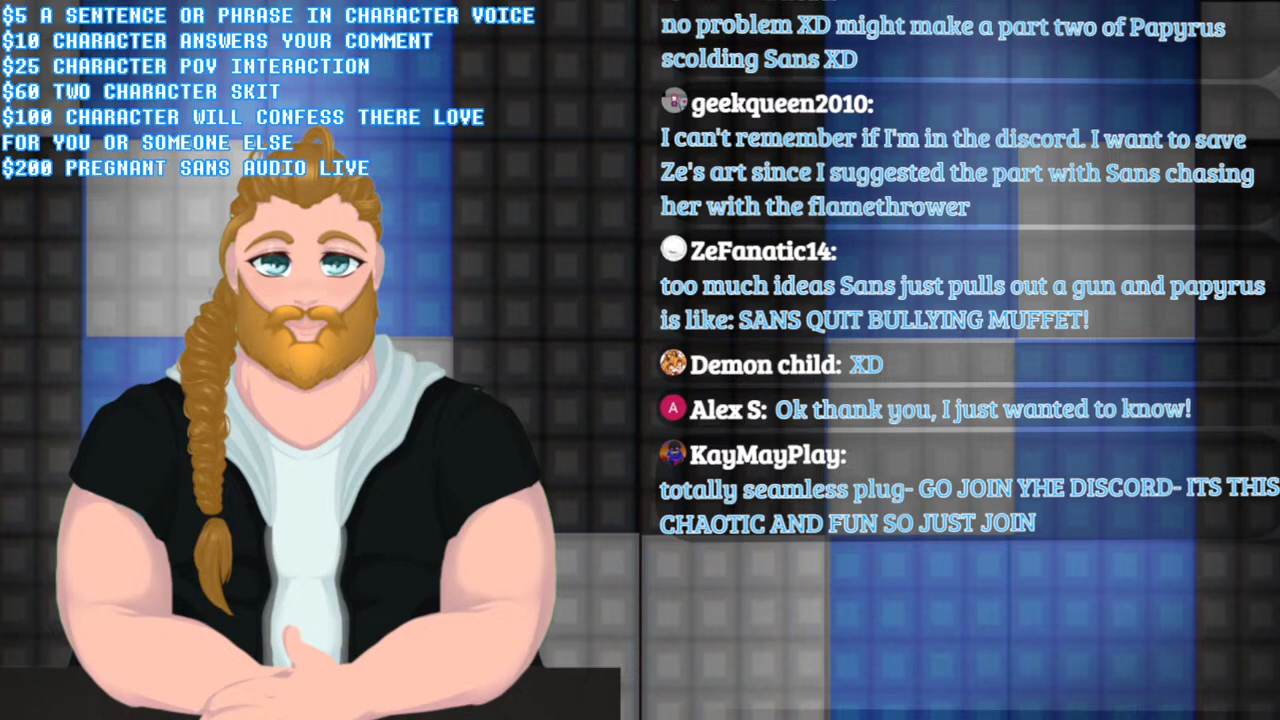 $5 A SENTENCE OR PHRASE IN CHARACTER VOICE
$10 CHARACTER ANSWERS YOUR COMMENT
$25 CHARACTER POV INTERACTION
$60 TWO CHARACTER SKIT
$100 CHARACTER WILL CONFESS THERE LOVE
FOR YOU OR SOMEONE ELSE
$200 PREGNANT SANS AUDIO LIVE
no problem XD might make a part two of Papyrus
scolding Sans XD
geekqueen2010:
I can't remember if I'm in the discord. I want to save
Ze's art since I suggested the part with Sans chasing
her with the flamethrower
ZeFanatic14:
too much ideas Sans just pulls out a gun and papyrus
is like: SANS QUIT BULLYING MUFFET!
Demon child: XD
A Alex S: Ok thank you, I just wanted to know!
KayMayPlay:
totally seamless plug- GO JOIN YHE DISCORD- ITS THIS
CHAOTIC AND FUN SO JUST JOIN